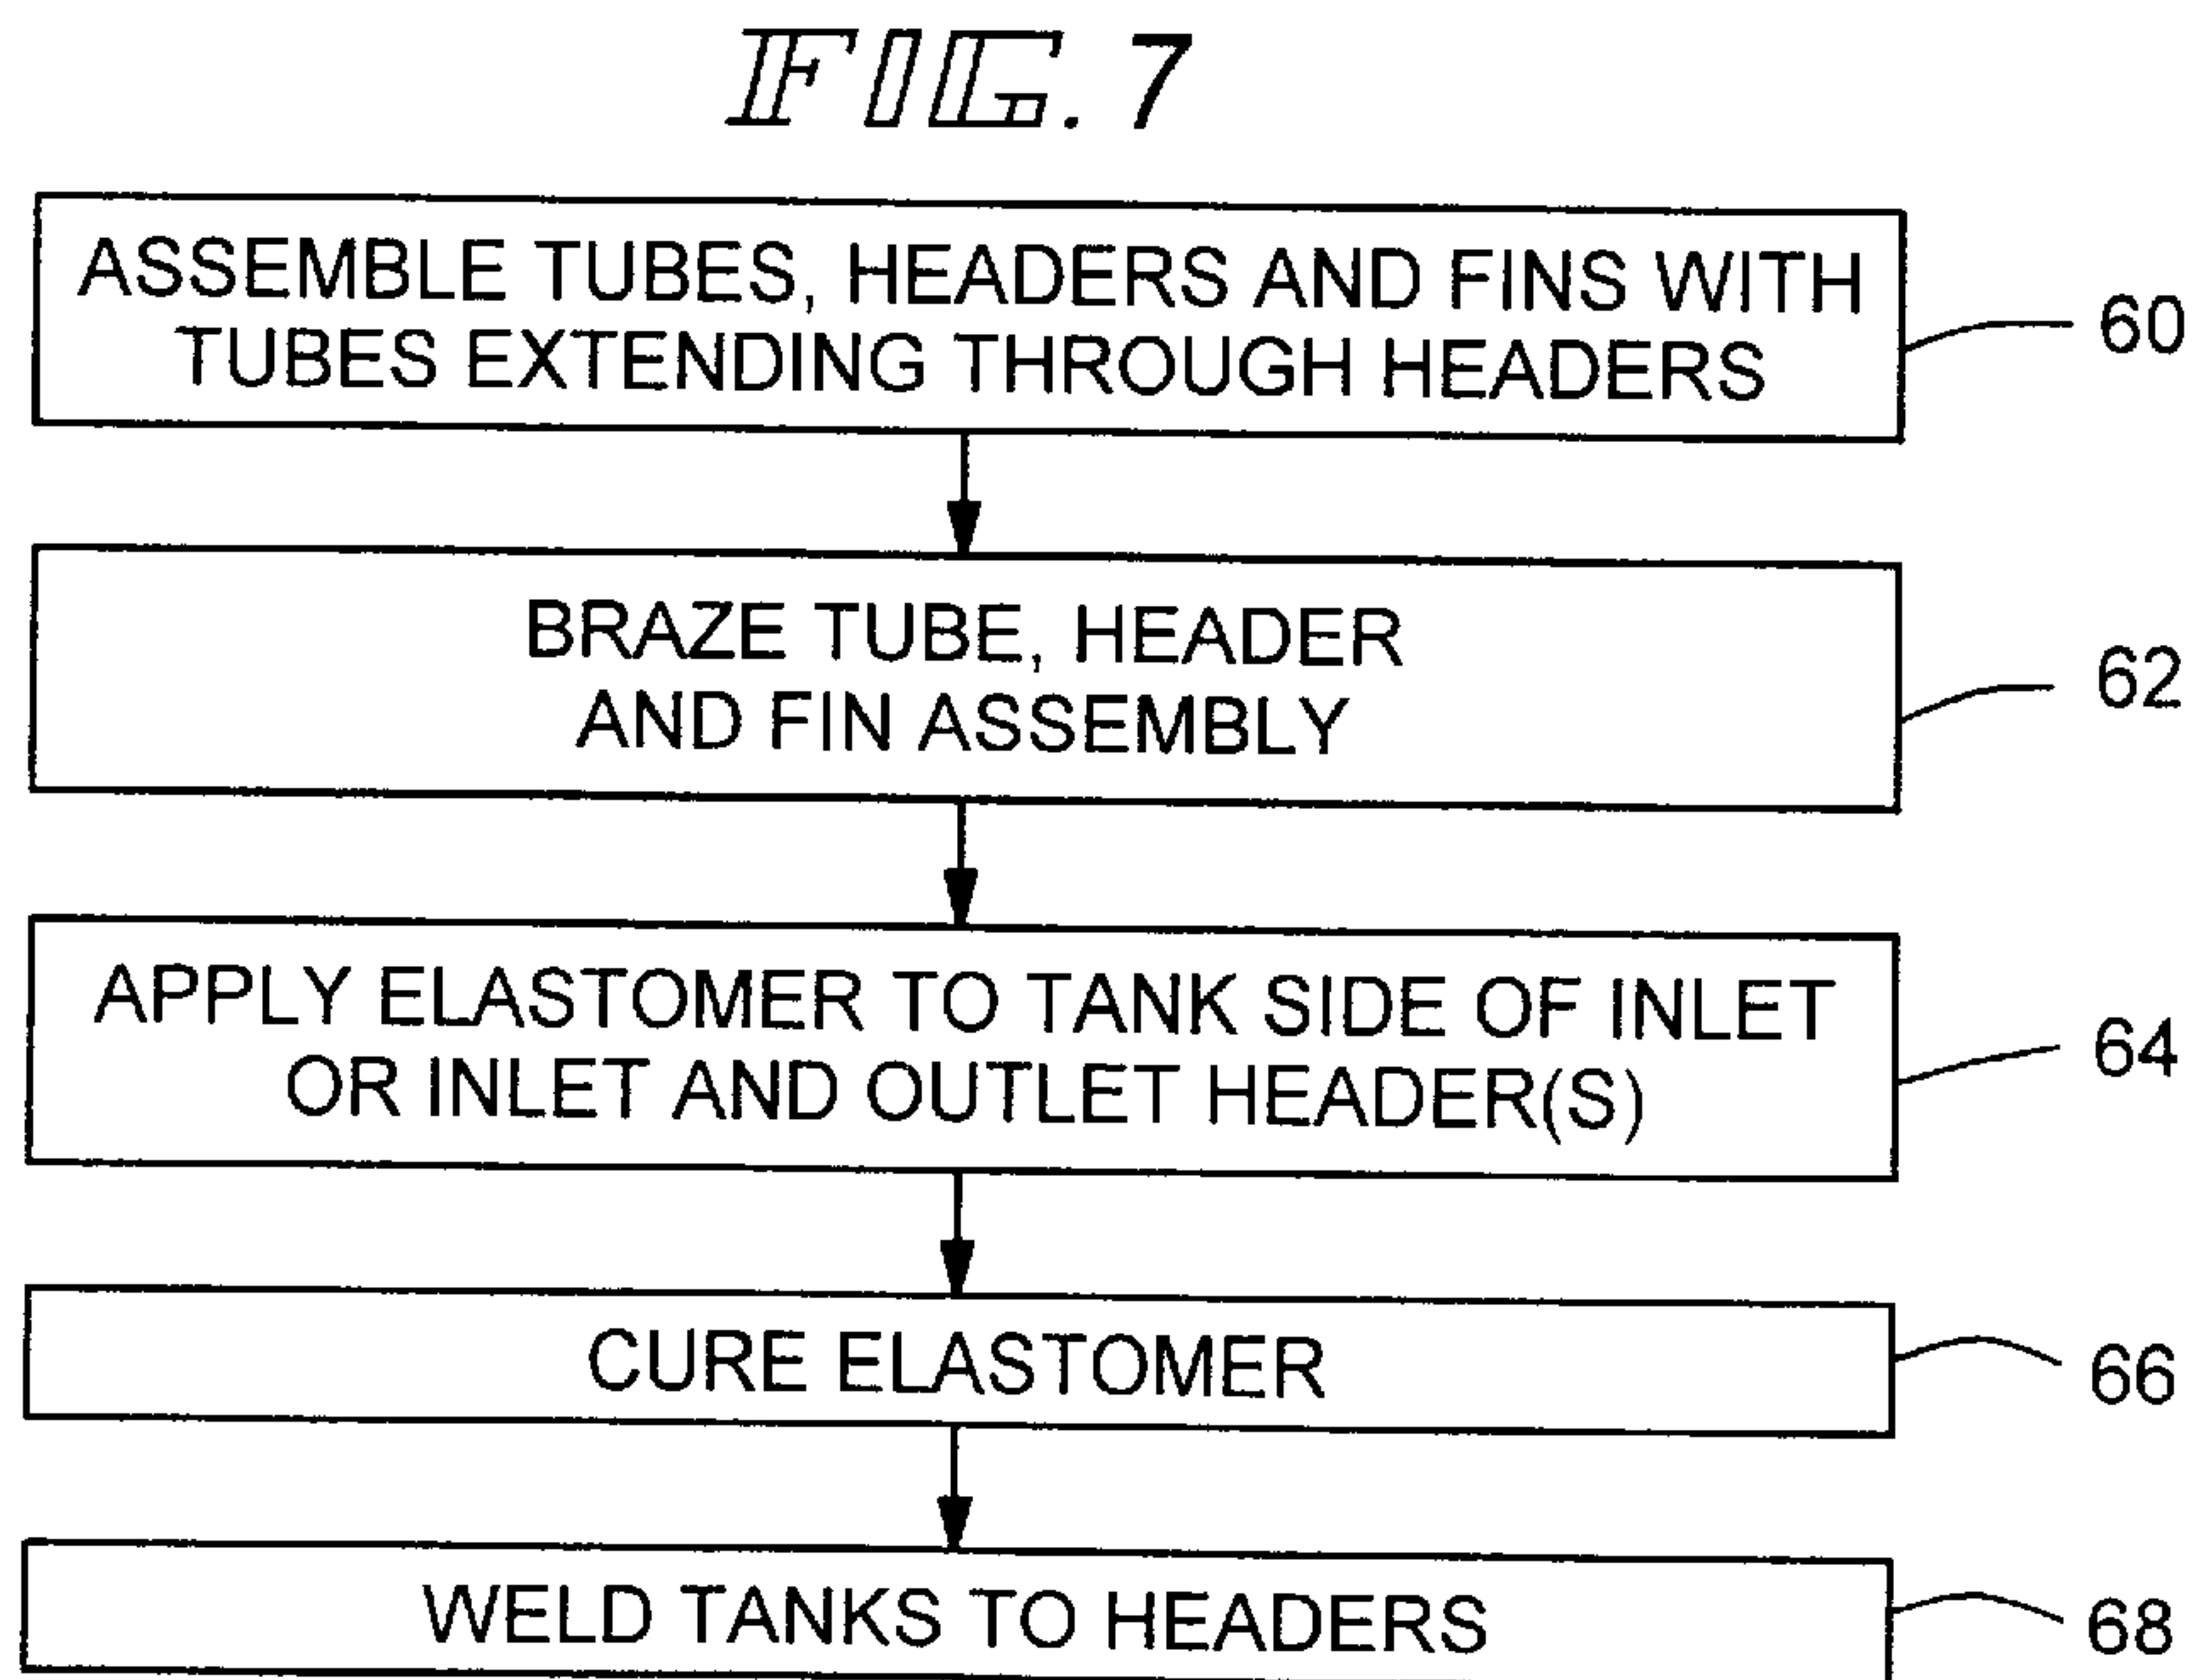 FIG. 7
ASSEMBLE TUBES, HEADERS AND FINS WITH
TUBES EXTENDING THROUGH HEADERS
60
BRAZE TUBE, HEADER
AND FIN ASSEMBLY
62
APPLY ELASTOMER TO TANK SIDE OF INLET
OR INLET AND OUTLET HEADER(S)
64
CURE ELASTOMER
66
WELD TANKS TO HEADERS
68